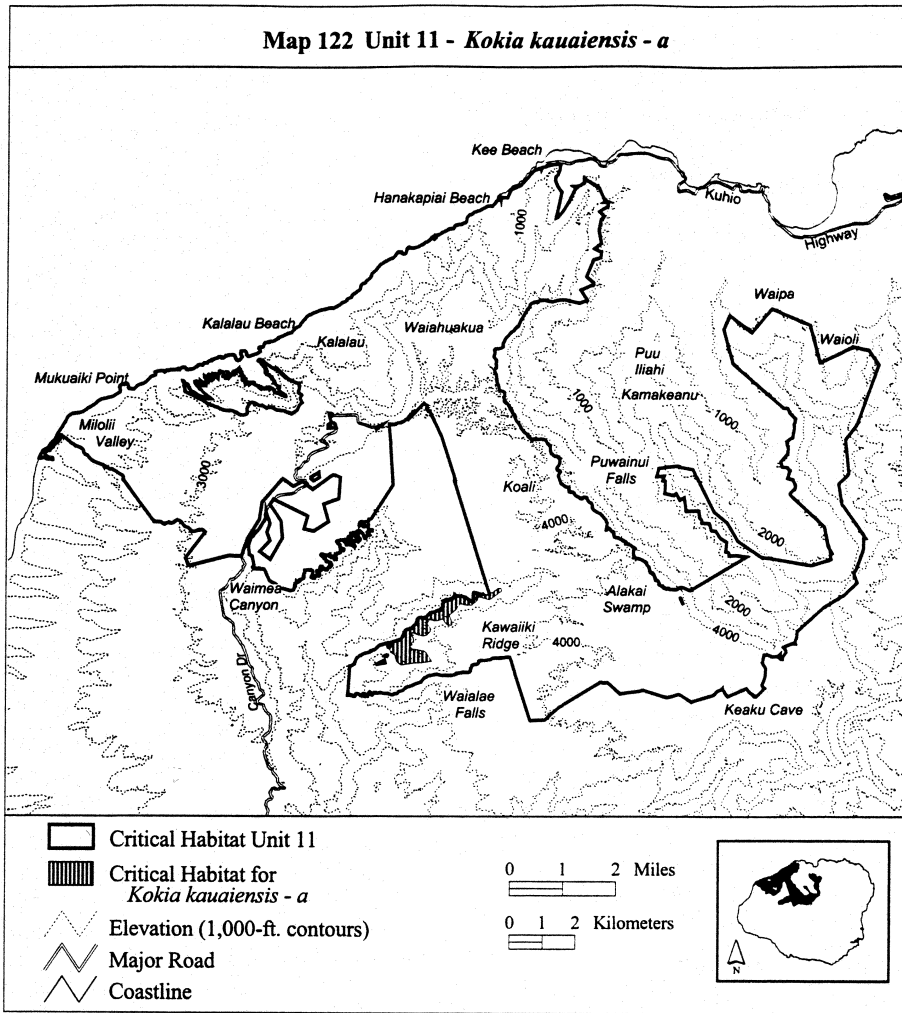 Map 122 Unit 11 - Kokia kauaiensis - a
Kee Beach
Hanakapiai Beach
Kuhio
Highway
1000
Waipa
Kalalau Beach
Kalalau
Waiahuakua
Waioli
Puu
Iliahi
Mukuaiki Point
Kamakeanu
1000
1000
Milolii
Valley
3000
Puwainui
Falls
Koali
4000
2000
Waimea
Canyon
Alakai
Swamp
2000
Kawaiiki
Ridge
4000
4000
Canyon Dr
Waialae
Falls
Keaku Cave
Critical Habitat Unit 11
Critical Habitat for
Kokia kauaiensis - a
Elevation (1,000-ft. contours)
Major Road
Coastline
0 1 2 Miles
0 1 2 Kilometers
N